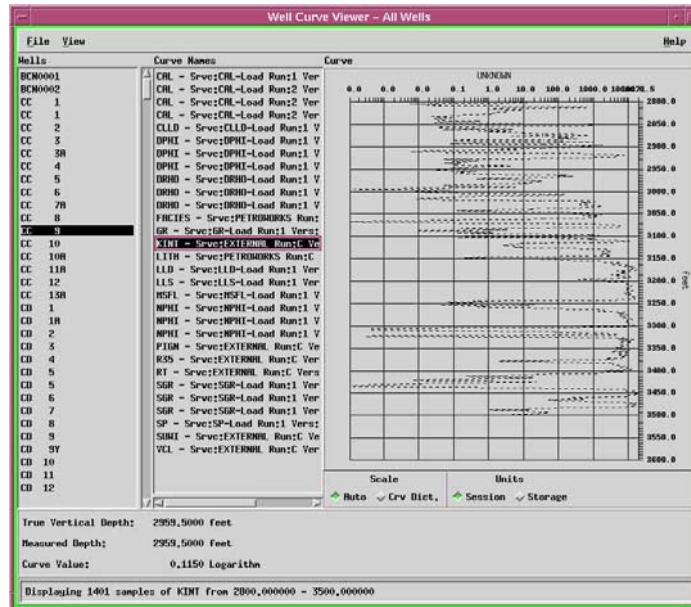 Well Curve Viewer - All Wells
File View Help
Wells
BCN0001
BCN0002
CC 1
CC 1
CC 2
CC 3
CC 3A
CC 4
CC 5
CC 6
CC 7A
CC 8
CC 9
CC 10
CC 10A
CC 11A
CC 12
CC 13A
CD 1
CD 1A
CD 2
CD 3
CD 4
CD 5
CD 5
CD 6
CD 7
CD 8
CD 9
CD 9Y
CD 10
CD 11
CD 12
Curve Names
CAL - Srvc:CAL-Load Run:1 Ver
CAL - Srvc:CAL-Load Run:2 Ver
CAL - Srvc:CAL-Load Run:2 Ver
CAL - Srvc:CAL-Load Run:2 Ver
CLLD - Srvc:CLLD-Load Run:1 V
DPHI - Srvc:DPHI-Load Run:1 V
DPHI - Srvc:DPHI-Load Run:1 V
DPHI - Srvc:DPHI-Load Run:1 V
DRHO - Srvc:DRHO-Load Run:1 V
DRHO - Srvc:DRHO-Load Run:1 V
DRHO - Srvc:DRHO-Load Run:1 V
FACIES - Srvc:PETROWORKS Run:
GR - Srvc:GR-Load Run:1 Vers:
KINT - Srvc:EXTERNAL Run:C Ve
LITH - Srvc:PETROWORKS Run:C
LLD - Srvc:LLD-Load Run:1 Ver
LLS - Srvc:LLS-Load Run:1 Ver
MSFL - Srvc:MSFL-Load Run:1 V
NPHI - Srvc:NPHI-Load Run:1 V
NPHI - Srvc:NPHI-Load Run:1 V
NPHI - Srvc:NPHI-Load Run:1 V
PIGN - Srvc:EXTERNAL Run:C Ve
R35 - Srvc:EXTERNAL Run:C Ver
RT - Srvc:EXTERNAL Run:C Vers
SGR - Srvc:SGR-Load Run:1 Ver
SGR - Srvc:SGR-Load Run:1 Ver
SGR - Srvc:SGR-Load Run:1 Ver
SP - Srvc:SP-Load Run:1 Vers:
SUWI - Srvc:EXTERNAL Run:C Ve
VCL - Srvc:EXTERNAL Run:C Ver
Curve
UNKNOWN
0.0 0.0 0.0 0.1 1.0 10.0 100.0 1000.0
2800.0
2850.0
2900.0
2950.0
3000.0
3050.0
3100.0
3150.0
3200.0
3250.0
3300.0
3350.0
3400.0
3450.0
3500.0
3550.0
3600.0
feet
Scale Units
Auto Crv Dict. Session Storage
True Vertical Depth: 2959.5000 feet
Measured Depth: 2959.5000 feet
Curve Value: 0.1150 Logarithm
Displaying 1401 samples of KINT from 2800.000000 - 3500.000000